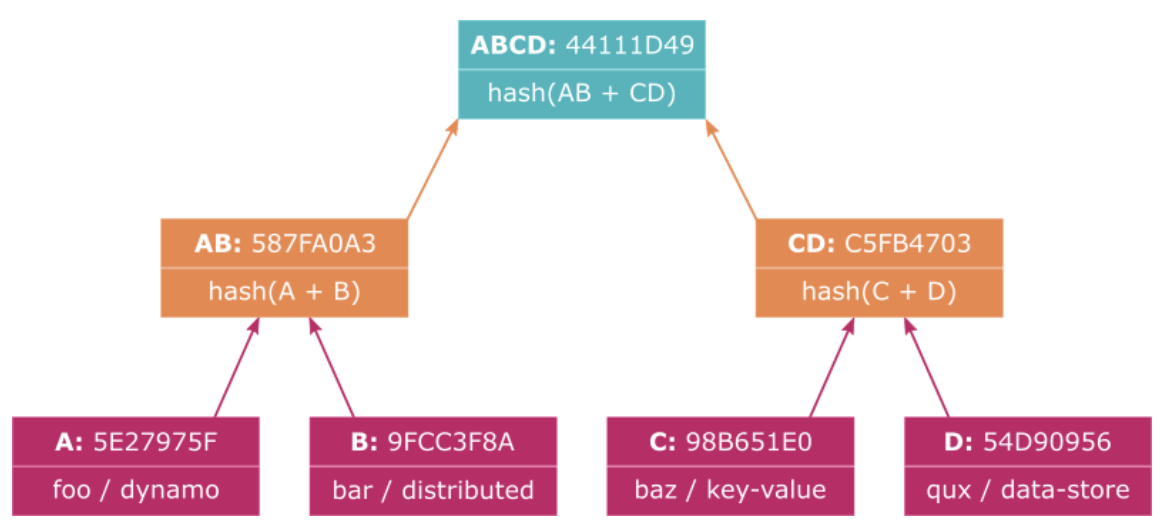 ABCD: 44111D49
hash(AB + CD)
AB: 587FA0A3
hash(A + B)
CD: C5FB4703
hash(C + D)
A: 5E27975F
foo / dynamo
B: 9FCC3F8A
bar / distributed
C: 98B651E0
baz / key-value
D: 54D90956
qux / data-store